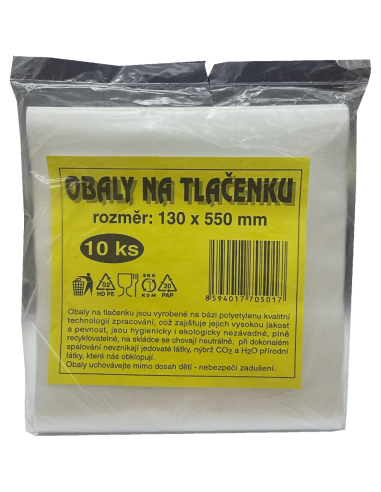 OBALY NA TLAČENKU
rozměr: 130 x 550 mm
10 ks
02
HD PE
EKO
KOM
20
PAP
8594017705017
Obaly na tlačenku jsou vyrobené na bázi polystylenu kvalitní
technologií zpracování, což zajišťuje jejich vysokou jakost
a pevnost, jsou hygienicky i ekologicky nezávadné, plně
recyklovatelné, na skládce se chovají neutrálně, při dokonalém
spalování nevznikají jedovaté látky, nýbrž CO2 a H2O přírodní
látky, které nás obklopují.
Obaly uchovávejte mimo dosah dětí - nebezpečí zadušení.